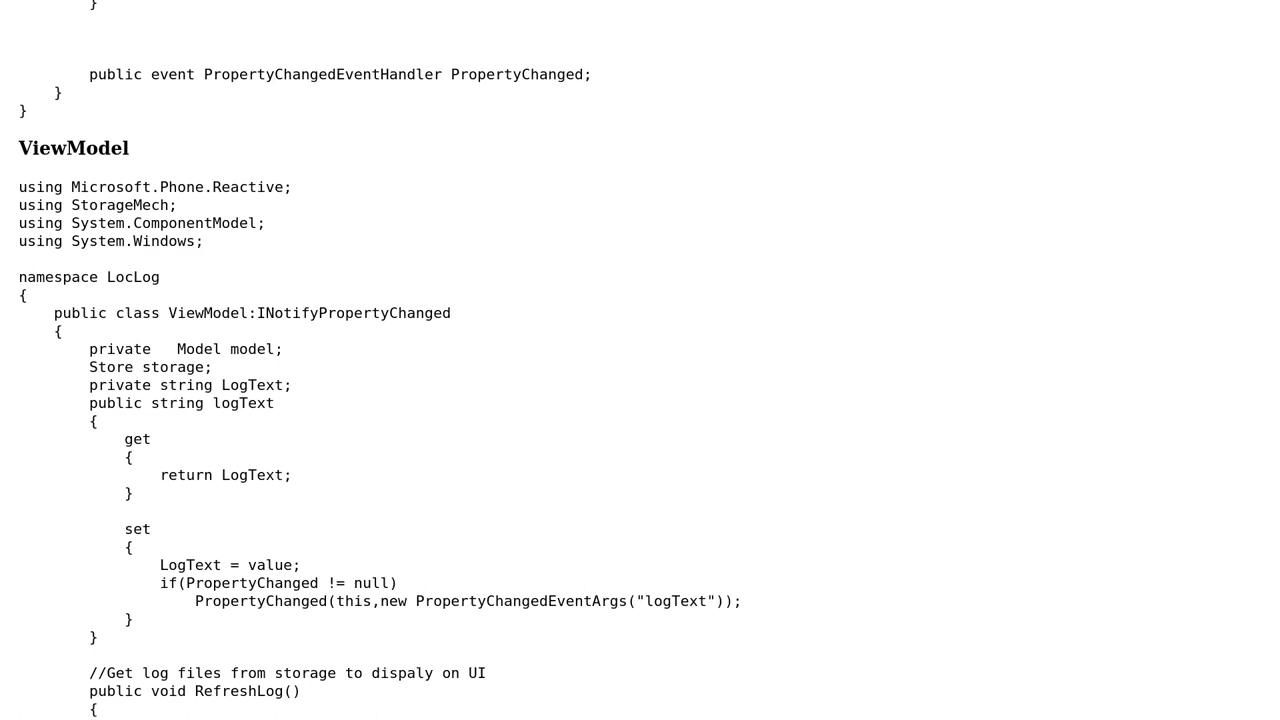 }
        public event PropertyChangedEventHandler PropertyChanged;
    }
}
ViewModel
using Microsoft.Phone.Reactive;
using StorageMech;
using System.ComponentModel;
using System.Windows;
namespace LocLog
{
    public class ViewModel:INotifyPropertyChanged
    {
        private   Model model;
        Store storage;
        private string LogText;
        public string logText
        {
            get
            {
                return LogText;
            }
            set
            {
                LogText = value;
                if(PropertyChanged != null)
                    PropertyChanged(this,new PropertyChangedEventArgs("logText"));
            }
        }
        //Get log files from storage to dispaly on UI
        public void RefreshLog()
        {